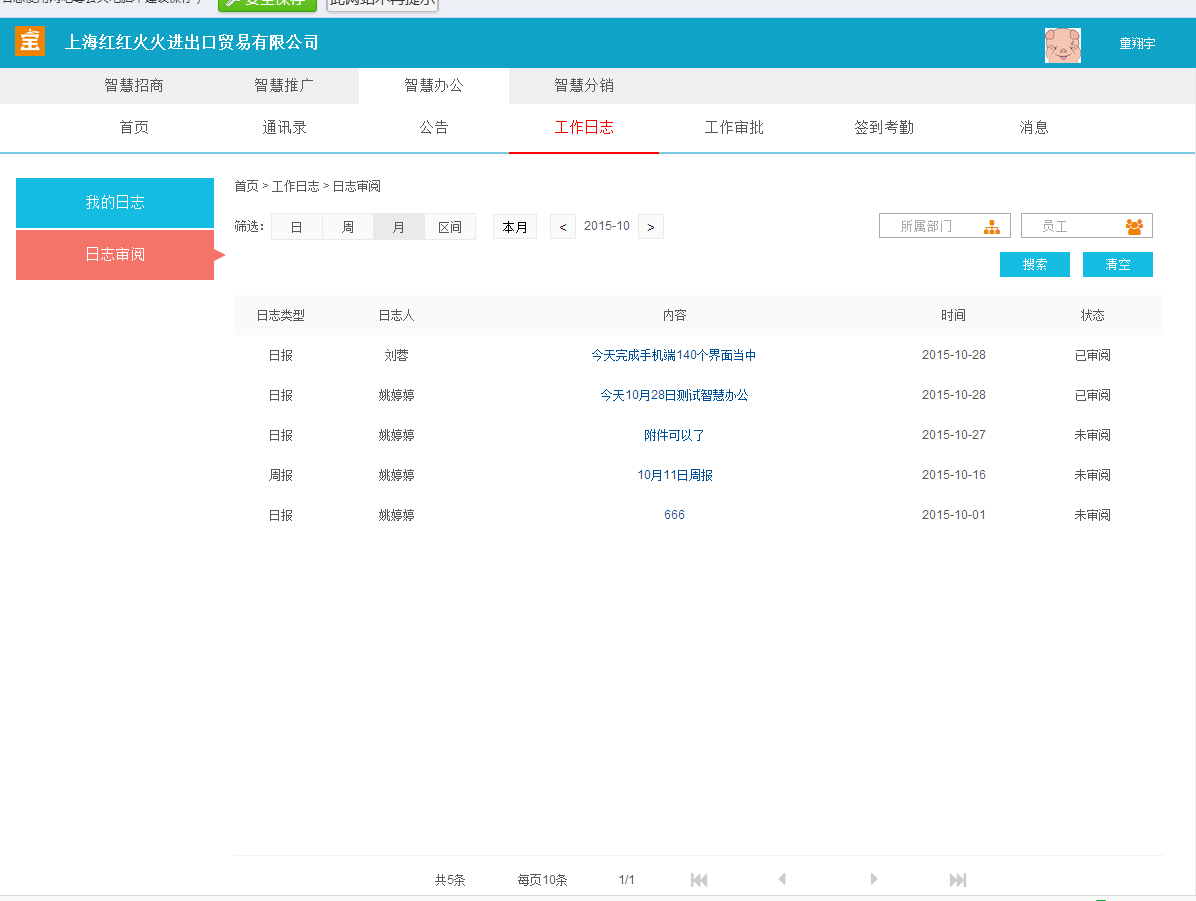 安全保存
此网站不再提示
上海红红火火进出口贸易有限公司
童翔宇
智慧招商 智慧推广 智慧办公 智慧分销
首页 通讯录 公告 工作日志 工作审批 签到考勤 消息
我的日志
日志审阅
首页 > 工作日志 > 日志审阅
筛选: 日 周 月 区间 本月 < 2015-10 > 所属部门 员工
搜索 清空
日志类型 日志人 内容 时间 状态
日报 刘蓉 今天完成手机端140个界面当中 2015-10-28 已审阅
日报 姚婷婷 今天10月28日测试智慧办公 2015-10-28 已审阅
日报 姚婷婷 附件可以了 2015-10-27 未审阅
周报 姚婷婷 10月11日周报 2015-10-16 未审阅
日报 姚婷婷 666 2015-10-01 未审阅
共5条 每页10条 1/1